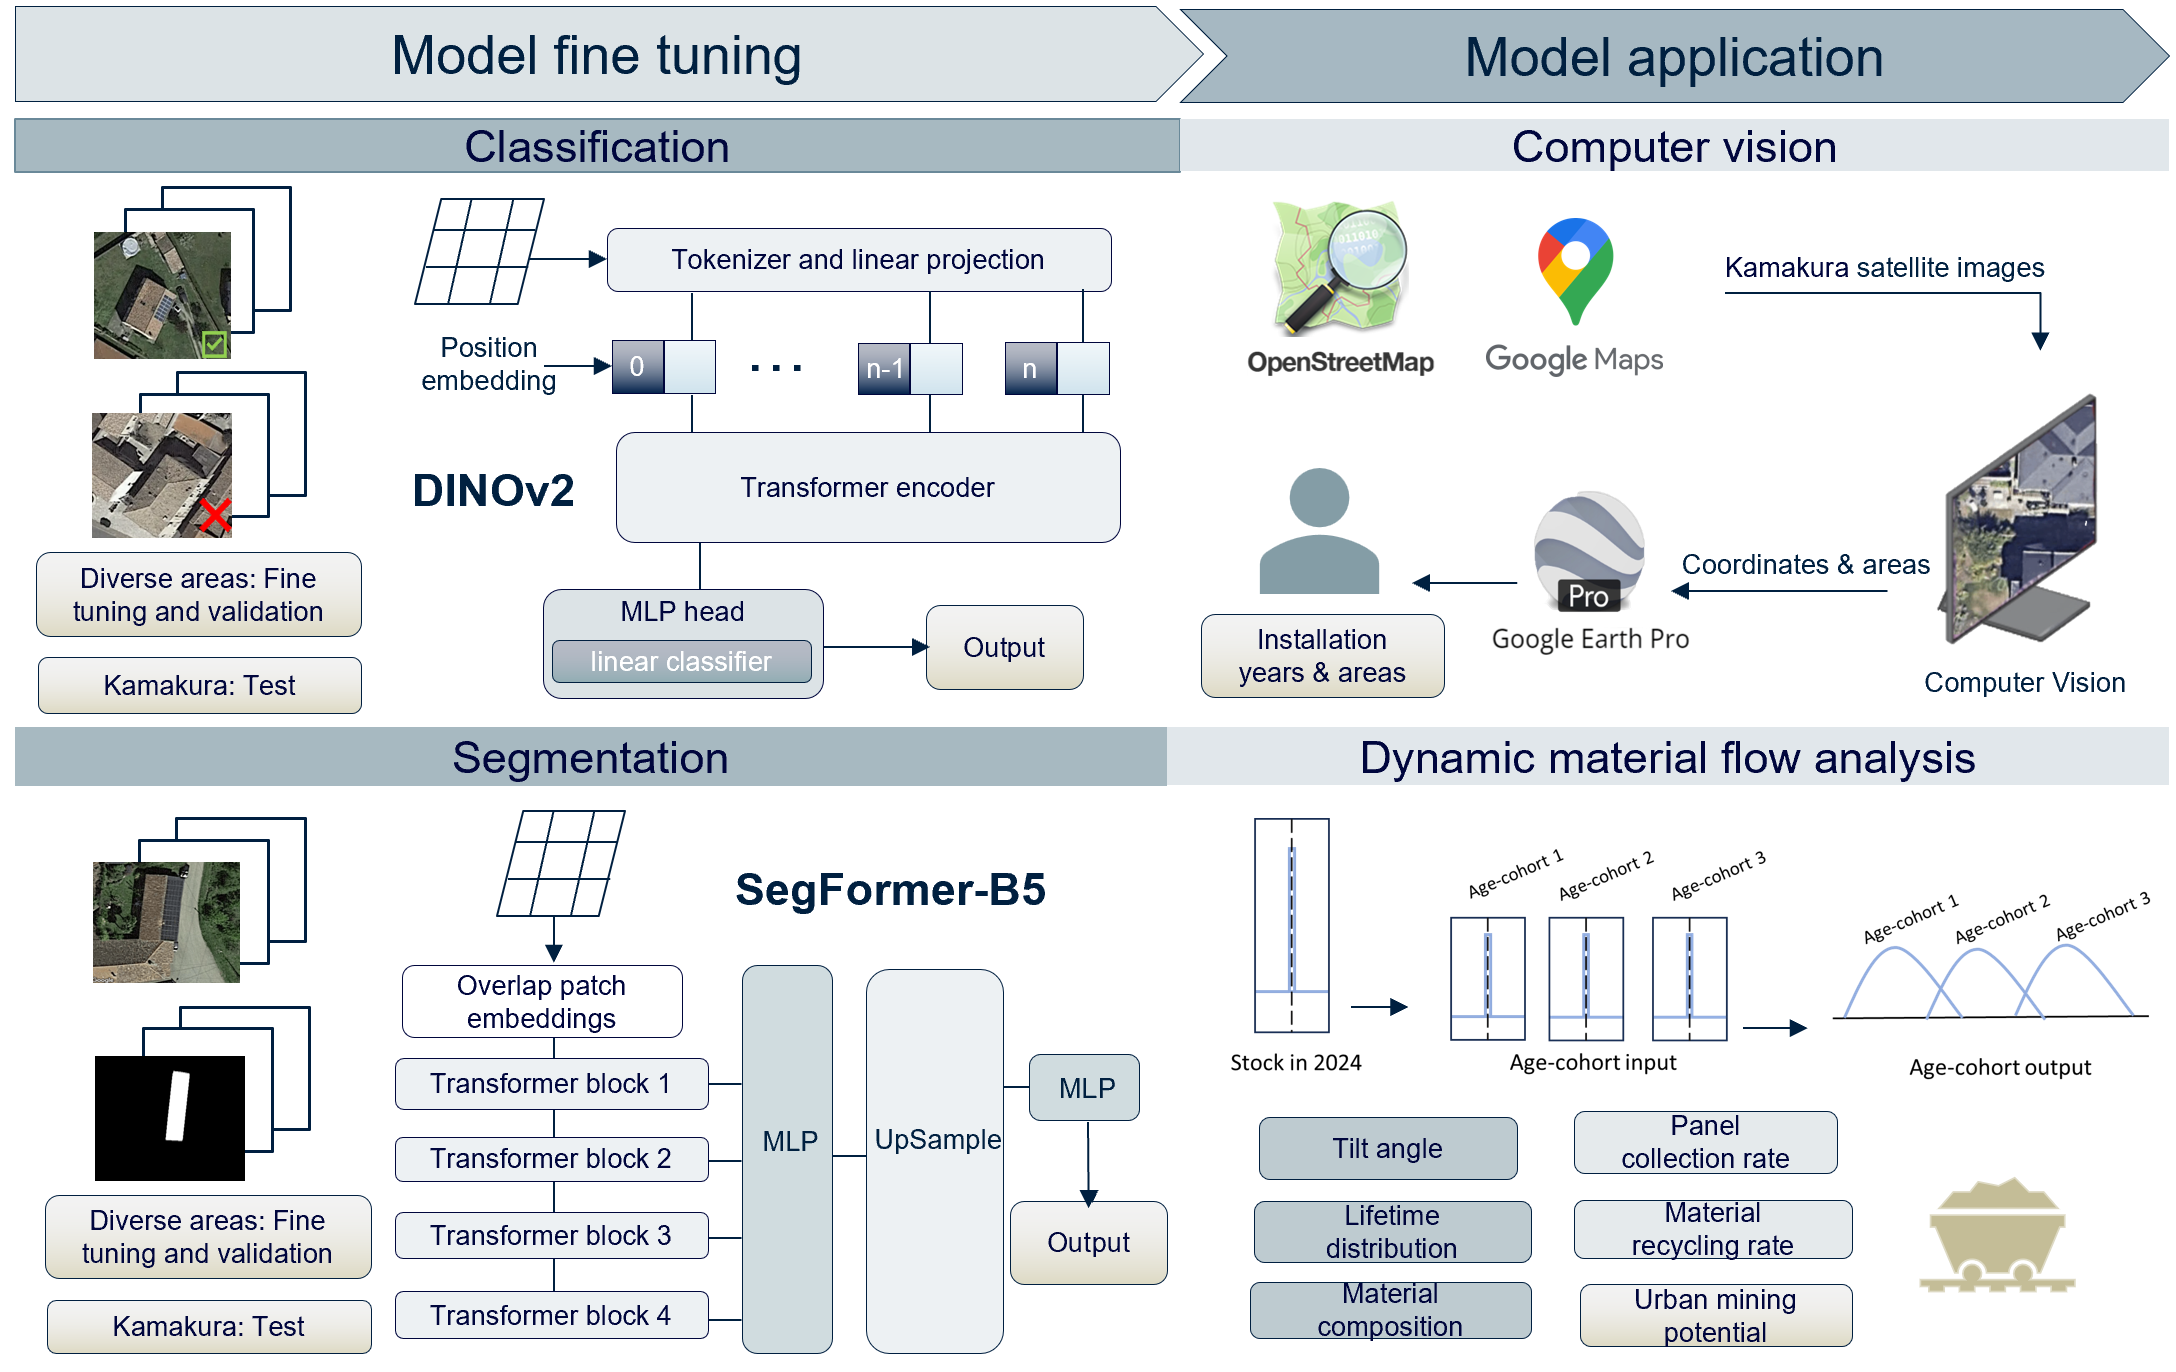 Model fine tuning
Model application
Classification
Computer vision
Tokenizer and linear projection
Position
embedding
0
...
n-1
n
DINOv2
Transformer encoder
MLP head
linear classifier
Output
Diverse areas: Fine
tuning and validation
Kamakura: Test
OpenStreetMap
Google Maps
Kamakura satellite images
Coordinates & areas
Pro
Google Earth Pro
Installation
years & areas
Computer Vision
Segmentation
Dynamic material flow analysis
SegFormer-B5
Overlap patch
embeddings
Transformer block 1
Transformer block 2
Transformer block 3
Transformer block 4
MLP
UpSample
MLP
Output
Diverse areas: Fine
tuning and validation
Kamakura: Test
Stock in 2024
Age-cohort 1
Age-cohort 2
Age-cohort 3
Age-cohort input
Age-cohort 1
Age-cohort 2
Age-cohort 3
Age-cohort output
Tilt angle
Panel
collection rate
Lifetime
distribution
Material
recycling rate
Material
composition
Urban mining
potential